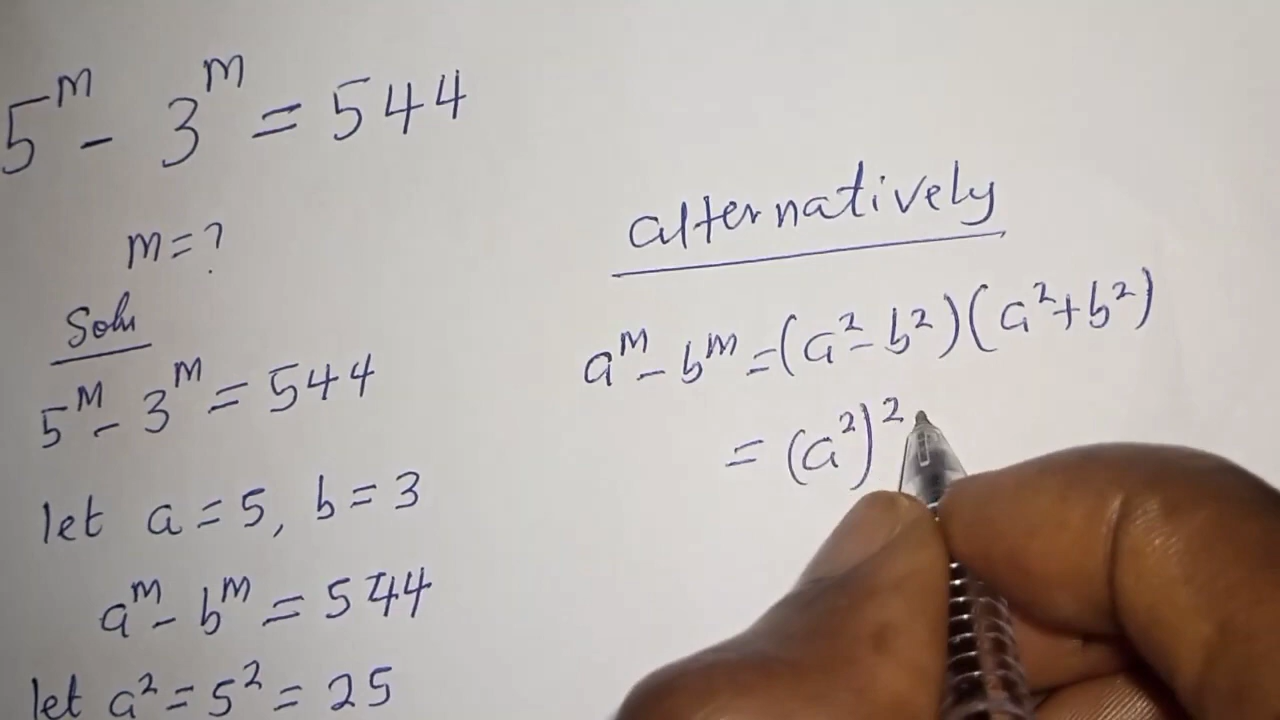 5^m - 3^m = 544
m = ?
Solu
5^m - 3^m = 544
let a = 5, b = 3
a^m - b^m = 544
let a² = 5² = 25
alternatively
a^m - b^m = (a² - b²)(a² + b²)
= (a²)²